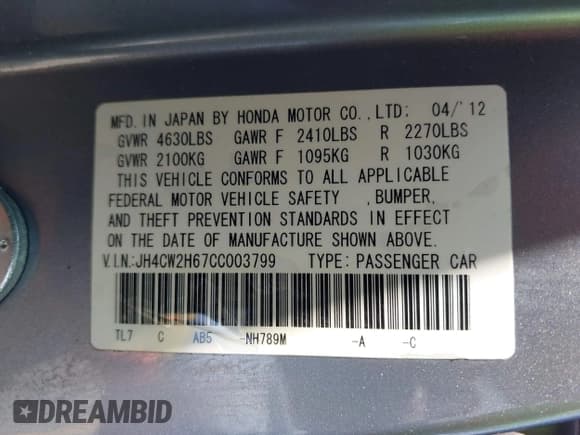 MFD. IN JAPAN BY HONDA MOTOR CO., LTD: 04/'12
GVWR 4630LBS GAWR F 2410LBS R 2270LBS
GVWR 2100KG GAWR F 1095KG R 1030KG
THIS VEHICLE CONFORMS TO ALL APPLICABLE
FEDERAL MOTOR VEHICLE SAFETY , BUMPER,
AND THEFT PREVENTION STANDARDS IN EFFECT
ON THE DATE OF MANUFACTURE SHOWN ABOVE.
V.I.N.:JH4CW2H67CC003799 TYPE: PASSENGER CAR
TL7 C AB5 -NH789M -A -C
DREAMBID